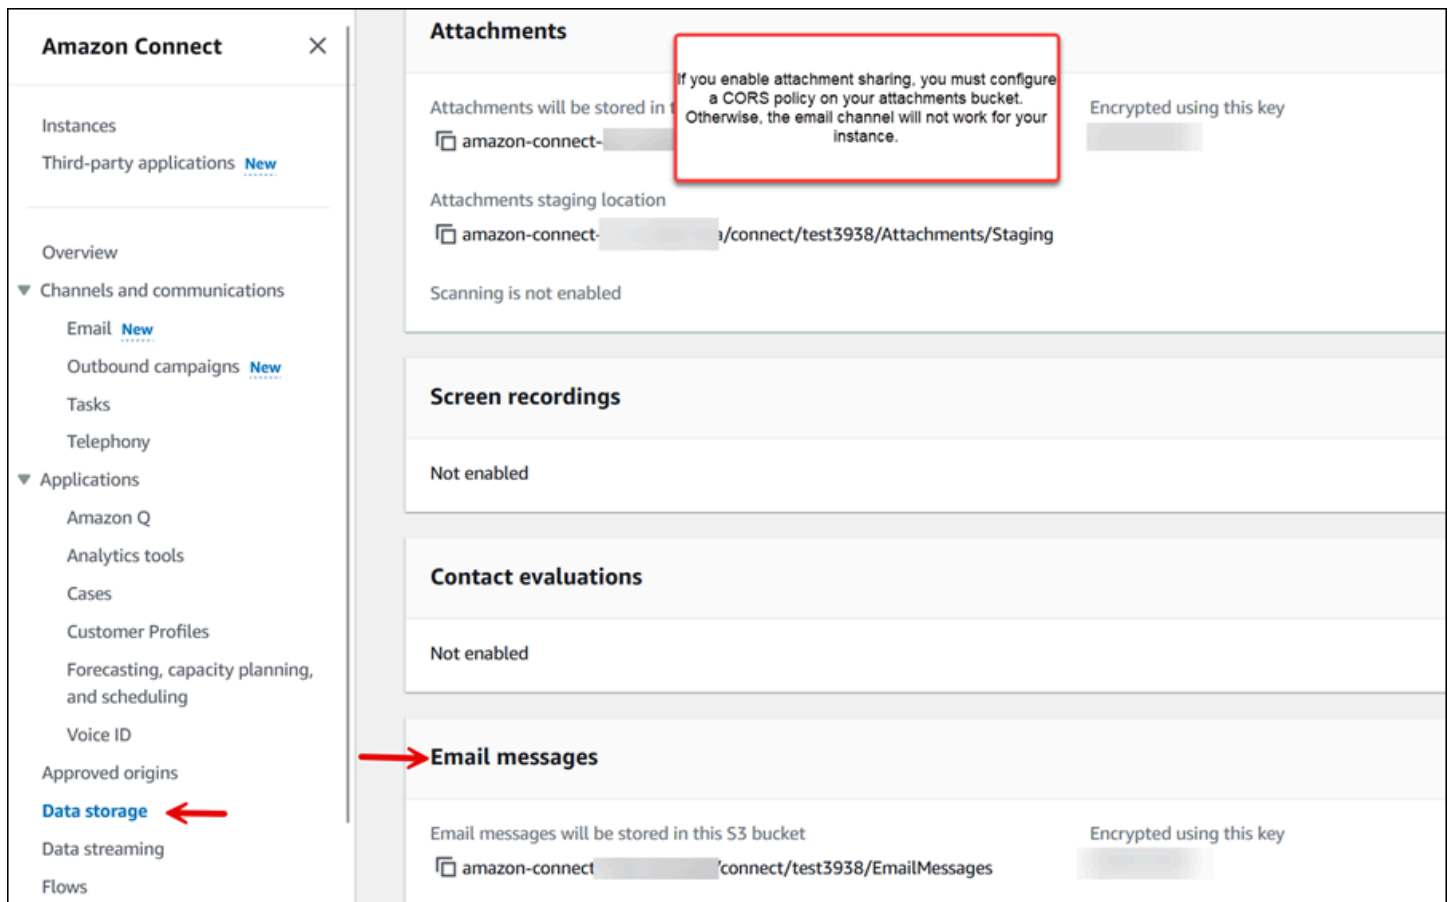 Amazon Connect
Instances
Third-party applications New
Overview
Channels and communications
Email New
Outbound campaigns New
Tasks
Telephony
Applications
Amazon Q
Analytics tools
Cases
Customer Profiles
Forecasting, capacity planning,
and scheduling
Voice ID
Approved origins
Data storage
Data streaming
Flows
Attachments
If you enable attachment sharing, you must configure
a CORS policy on your attachments bucket.
Otherwise, the email channel will not work for your
instance.
Attachments will be stored in
amazon-connect-
Encrypted using this key
Attachments staging location
amazon-connect- /connect/test3938/Attachments/Staging
Scanning is not enabled
Screen recordings
Not enabled
Contact evaluations
Not enabled
Email messages
Email messages will be stored in this S3 bucket
amazon-connect /connect/test3938/EmailMessages
Encrypted using this key